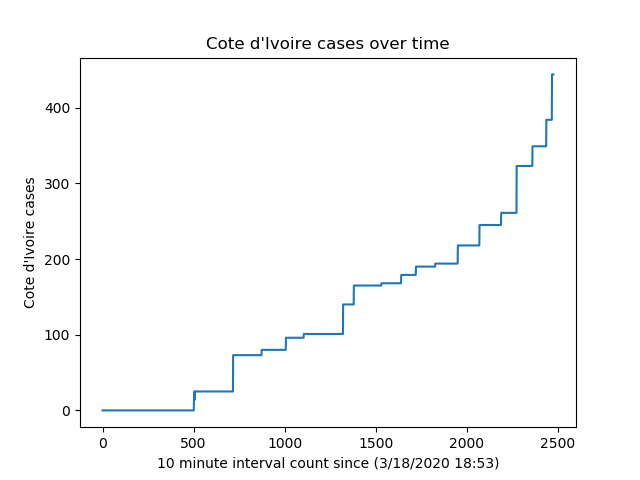 Cote d'Ivoire cases over time
400
300
200
100
0
Cote d'Ivoire cases
0 500 1000 1500 2000 2500
10 minute interval count since (3/18/2020 18:53)